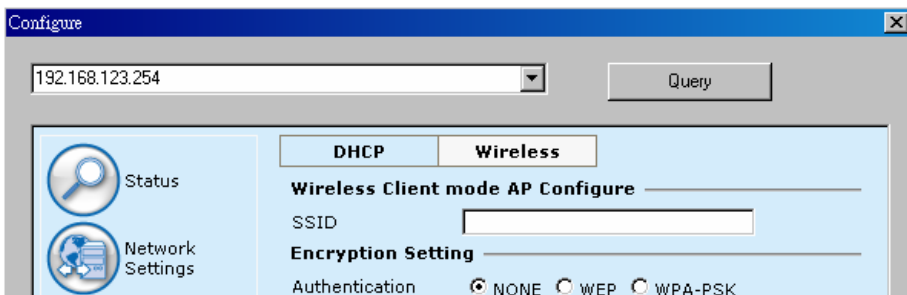 Configure
192.168.123.254
Query
DHCP Wireless
Status
Wireless Client mode AP Configure
SSID
Network
Settings
Encryption Setting
Authentication NONE WEP WPA-PSK